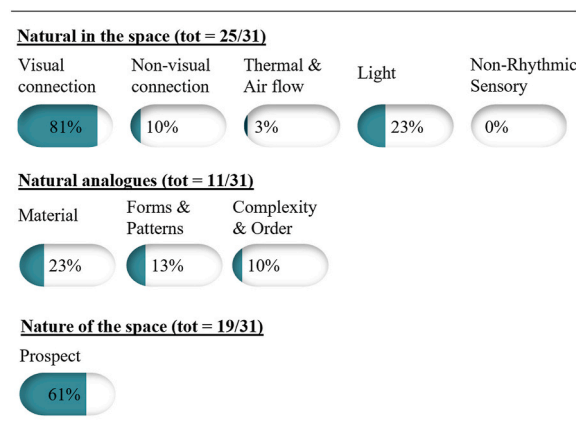 Natural in the space (tot = 25/31)
Visual connection
Non-visual connection
Thermal & Air flow
Light
Non-Rhythmic Sensory
81%
10%
3%
23%
0%
Natural analogues (tot = 11/31)
Material
Forms & Patterns
Complexity & Order
23%
13%
10%
Nature of the space (tot = 19/31)
Prospect
61%